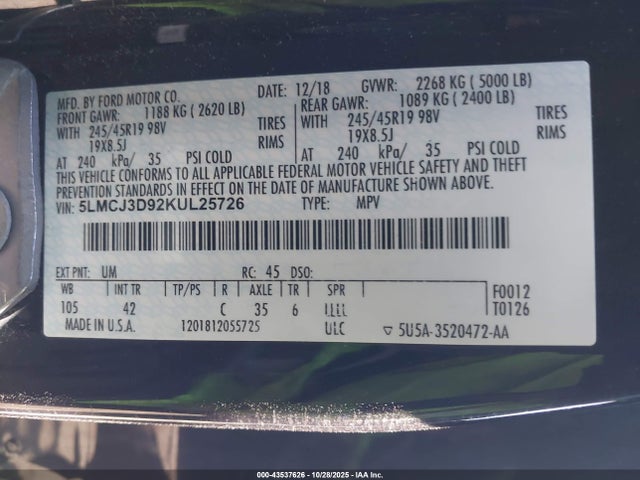 MFD. BY FORD MOTOR CO. DATE: 12/18 GVWR: 2268 KG ( 5000 LB)
FRONT GAWR: 1188 KG ( 2620 LB) REAR GAWR: 1089 KG ( 2400 LB)
WITH 245/45R19 98V TIRES WITH 245/45R19 98V TIRES
19X8.5J RIMS 19X8.5J RIMS
AT 240 kPa/ 35 PSI COLD AT 240 kPa/ 35 PSI COLD
THIS VEHICLE CONFORMS TO ALL APPLICABLE FEDERAL MOTOR VEHICLE SAFETY AND THEFT
PREVENTION STANDARDS IN EFFECT ON THE DATE OF MANUFACTURE SHOWN ABOVE.
VIN: 5LMCJ3D92KUL25726 TYPE: MPV
EXT PNT: UM RC: 45 DSO:
WB INT TR TP/PS R AXLE TR SPR F0012
105 42 C 35 6 T0126
MADE IN U.S.A. 1201812055725 ULC ▽ 5U5A-3520472-AA
000-43537626 | 10/28/2025 | IAA Inc.